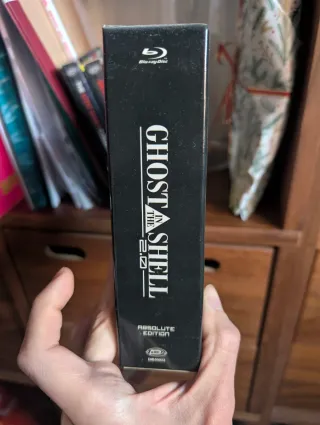 Blu-ray Disc
GHOST IN THE SHELL 2.0
ABSOLUTE
EDITION